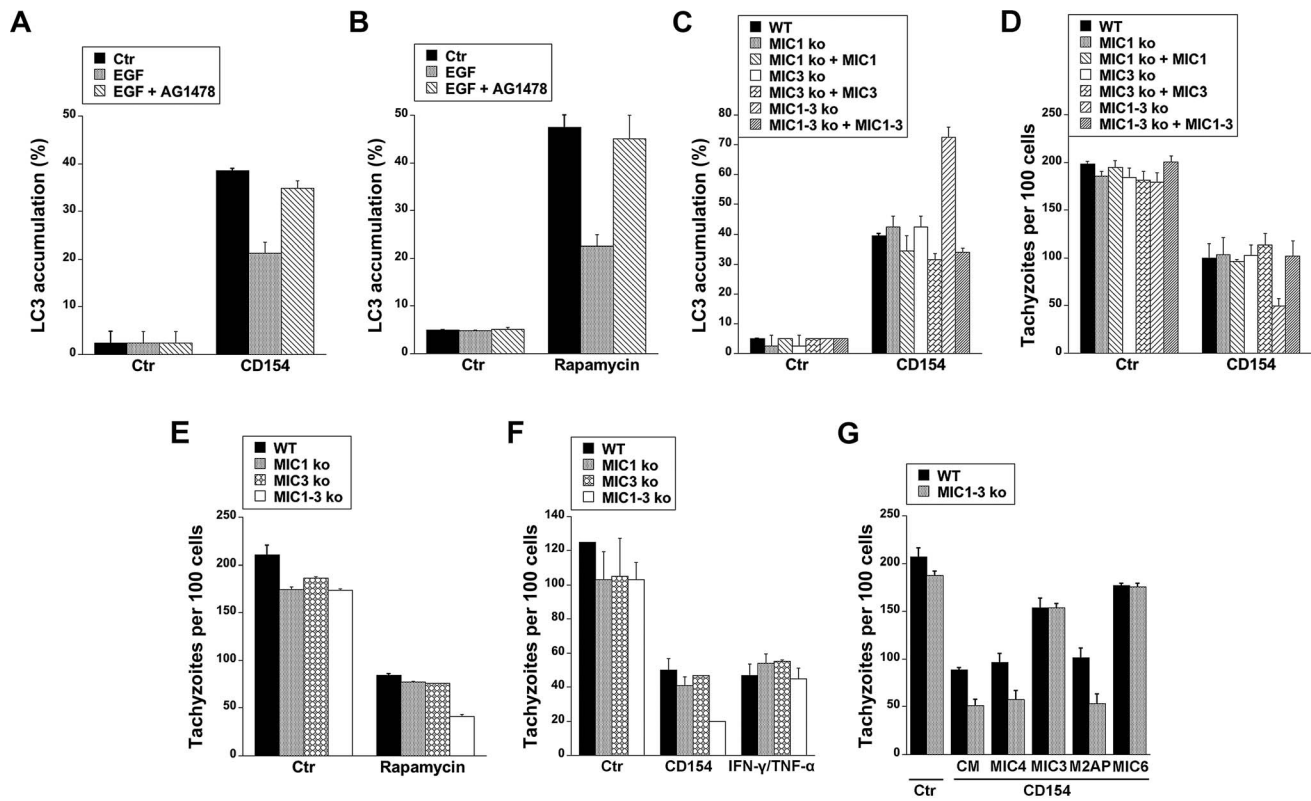 A
Ctr
EGF
EGF + AG1478
LC3 accumulation (%)
50
40
30
20
10
0
Ctr
CD154
B
Ctr
EGF
EGF + AG1478
LC3 accumulation (%)
50
40
30
20
10
0
Ctr
Rapamycin
C
WT
MIC1 ko
MIC1 ko + MIC1
MIC3 ko
MIC3 ko + MIC3
MIC1-3 ko
MIC1-3 ko + MIC1-3
LC3 accumulation (%)
80
70
60
50
40
30
20
10
0
Ctr
CD154
D
WT
MIC1 ko
MIC1 ko + MIC1
MIC3 ko
MIC3 ko + MIC3
MIC1-3 ko
MIC1-3 ko + MIC1-3
Tachyzoites per 100 cells
250
200
150
100
50
0
Ctr
CD154
E
WT
MIC1 ko
MIC3 ko
MIC1-3 ko
Tachyzoites per 100 cells
250
200
150
100
50
0
Ctr
Rapamycin
F
WT
MIC1 ko
MIC3 ko
MIC1-3 ko
Tachyzoites per 100 cells
140
120
100
80
60
40
20
0
Ctr
CD154
IFN-γ/TNF-α
G
WT
MIC1-3 ko
Tachyzoites per 100 cells
250
200
150
100
50
0
CM MIC4 MIC3 M2AP MIC6
Ctr
CD154